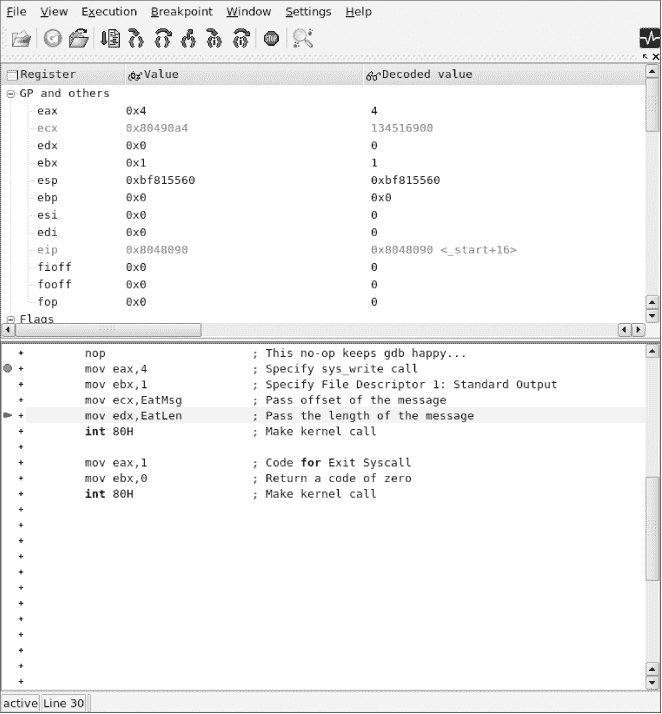 File View Execution Breakpoint Window Settings Help
Register Value Decoded value
GP and others
eax 0x4 4
ecx 0x80490a4 134516900
edx 0x0 0
ebx 0x1 1
esp 0xbf815560 0xbf815560
ebp 0x0 0x0
esi 0x0 0
edi 0x0 0
eip 0x8048090 0x8048090 <_start+16>
fioff 0x0 0
fooff 0x0 0
fop 0x0 0
Flags
+ nop ; This no-op keeps gdb happy...
+ mov eax,4 ; Specify sys_write call
+ mov ebx,1 ; Specify File Descriptor 1: Standard Output
+ mov ecx,EatMsg ; Pass offset of the message
+ mov edx,EatLen ; Pass the length of the message
+ int 80H ; Make kernel call
+
+ mov eax,1 ; Code for Exit Syscall
+ mov ebx,0 ; Return a code of zero
+ int 80H ; Make kernel call
+
+
+
+
+
+
+
+
+
+
+
+
active Line 30